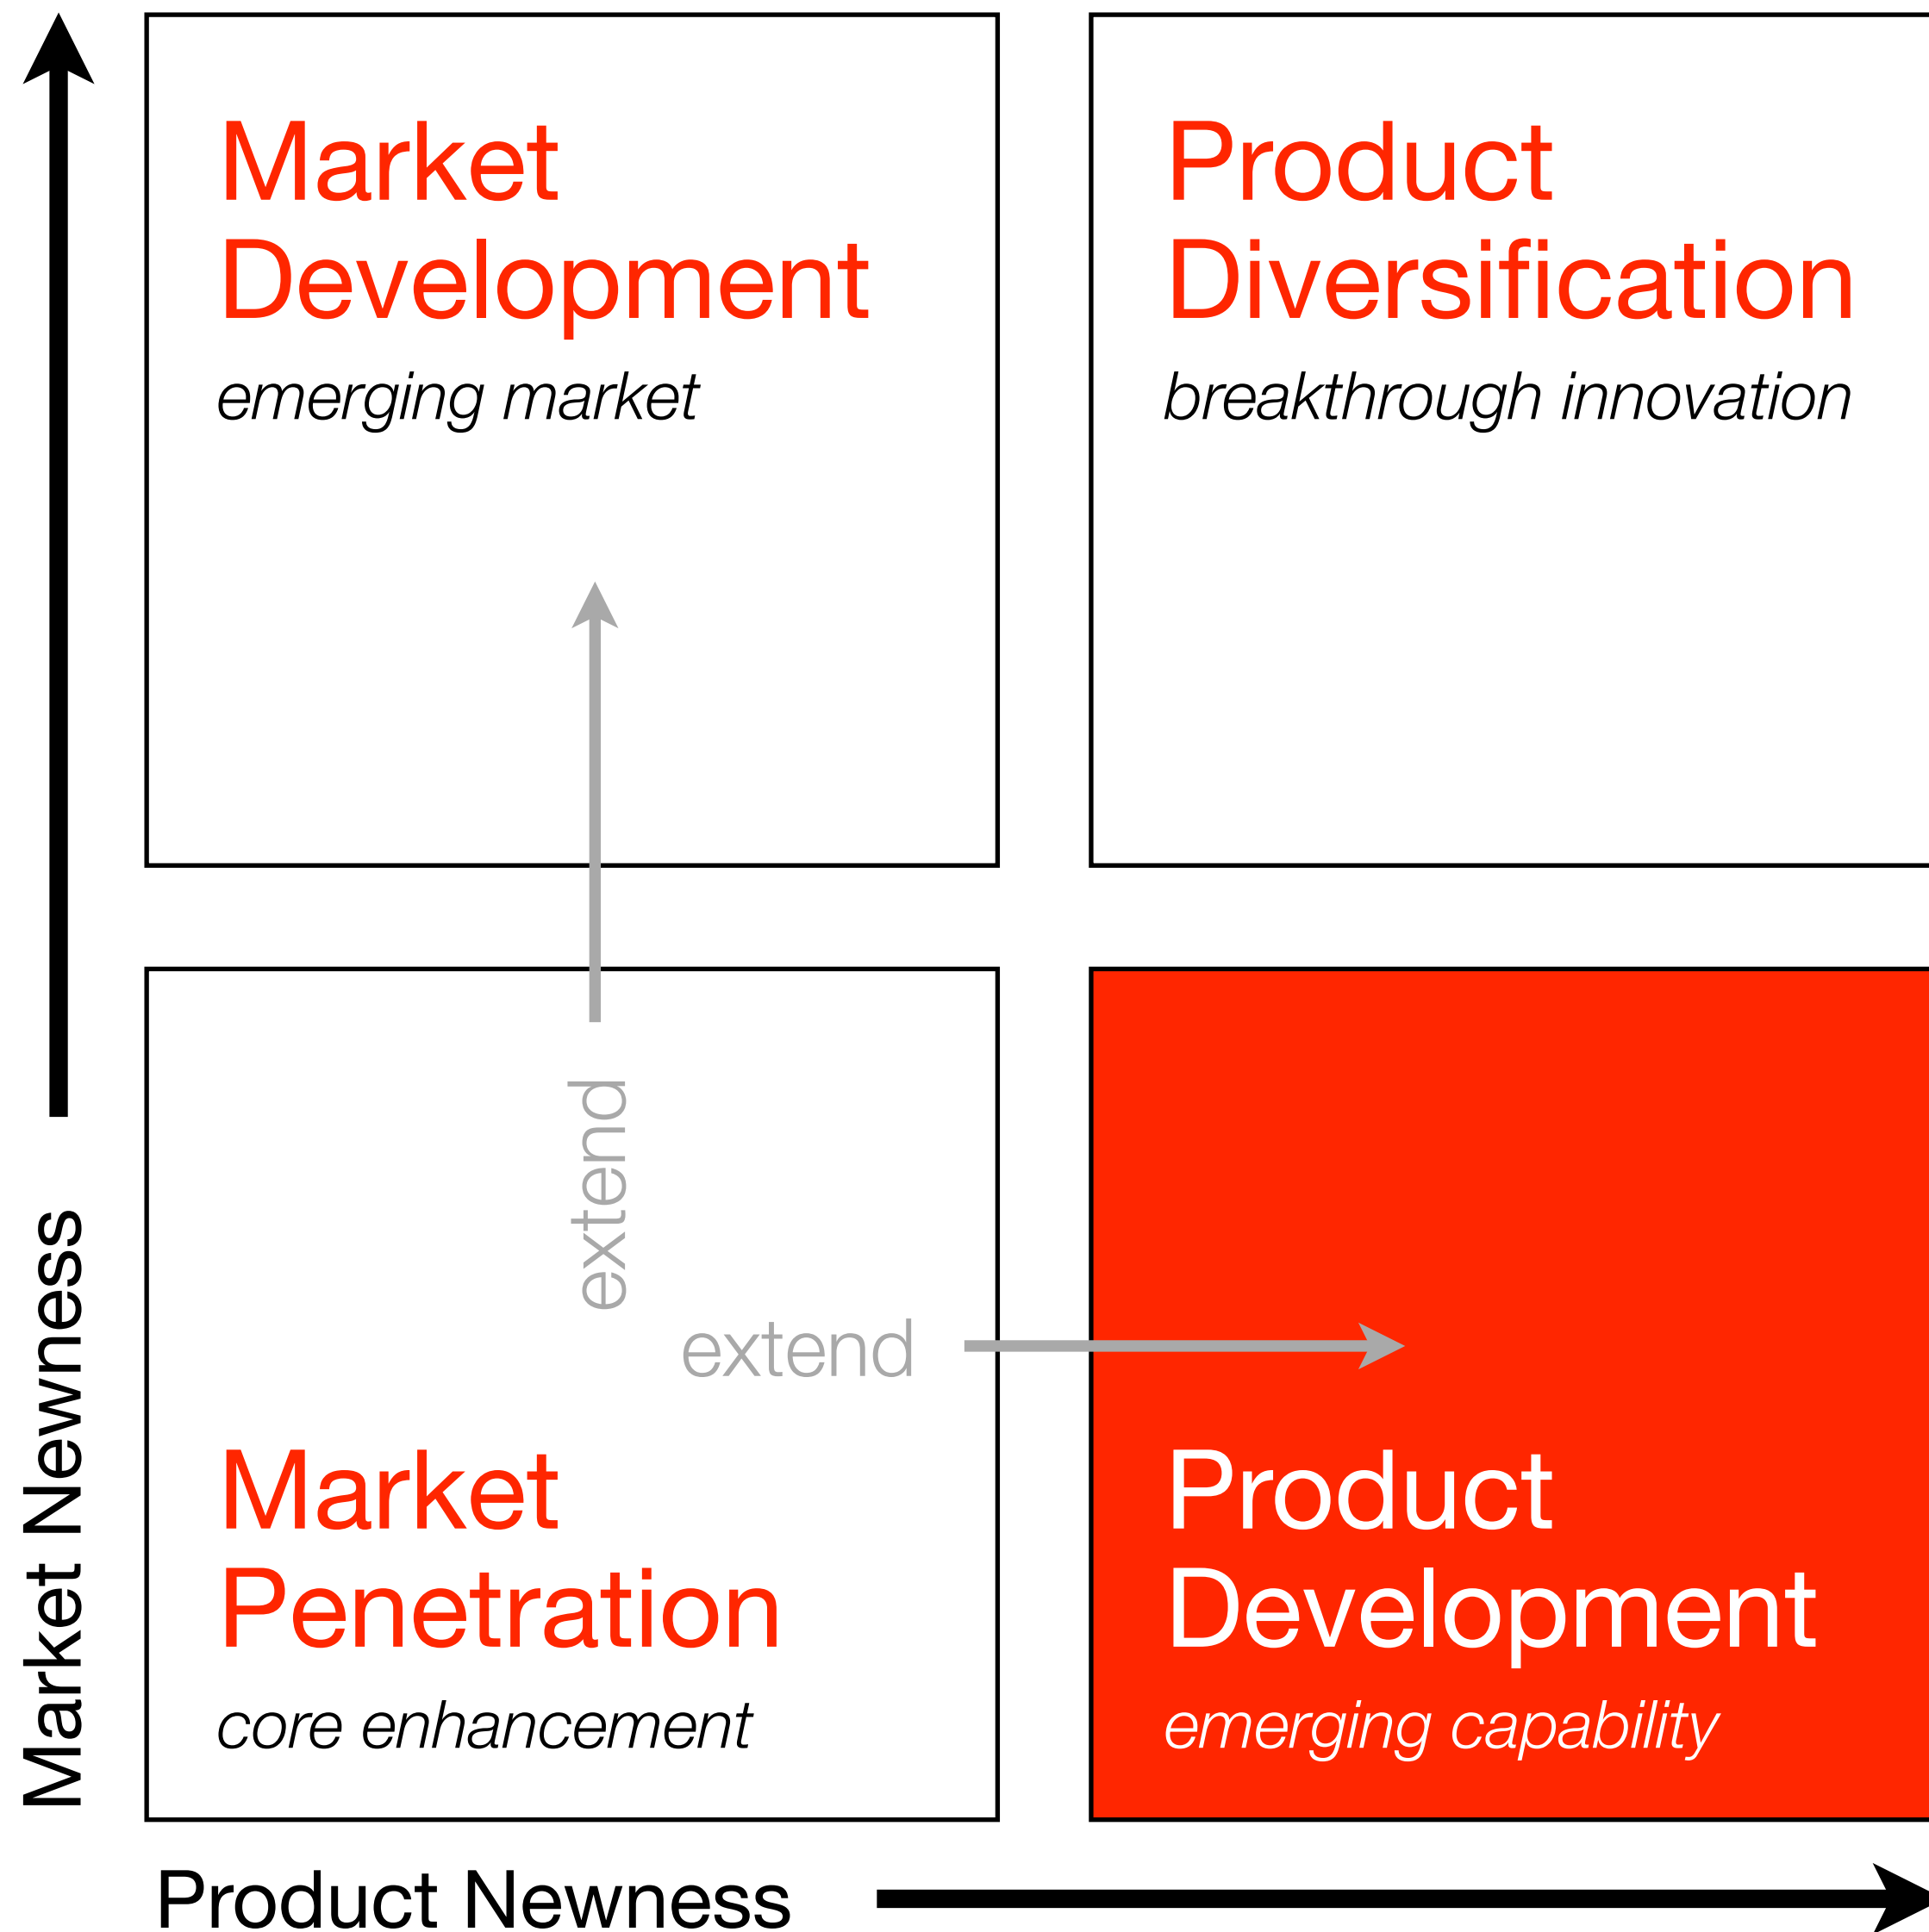 Market
Development
emerging market
Product
Diversification
breakthrough innovation
extend
extend
Market
Penetration
core enhancement
Product
Development
emerging capability
Market Newness
Product Newness